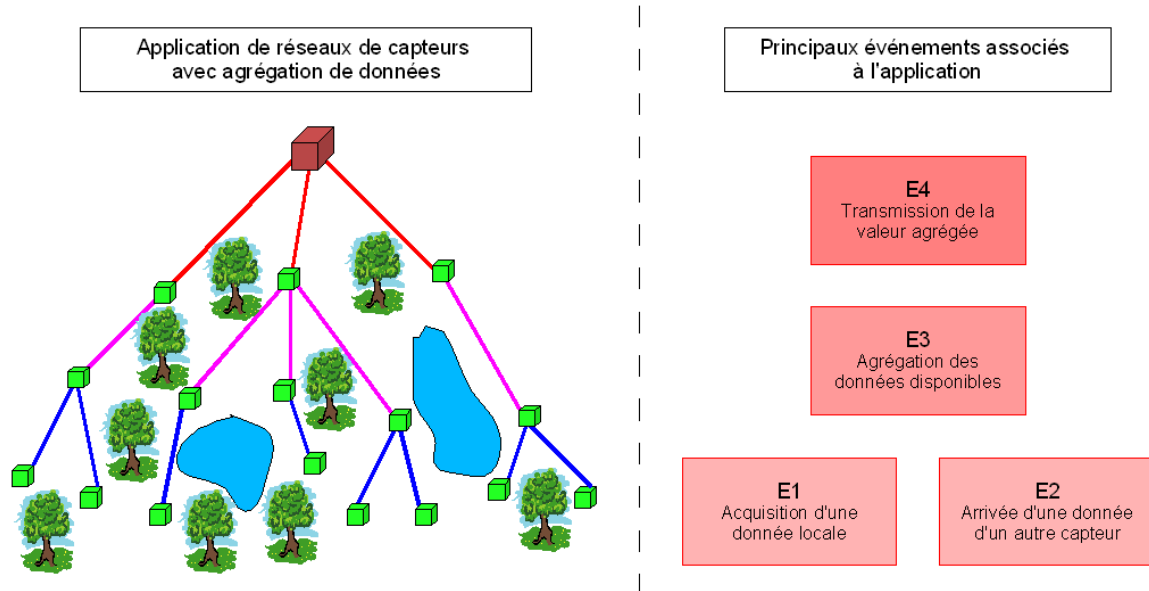 Application de réseaux de capteurs
avec agrégation de données
Principaux événements associés
à l'application
E4
Transmission de la
valeur agrégée
E3
Agrégation des
données disponibles
E1
Acquisition d'une
donnée locale
E2
Arrivée d'une donnée
d'un autre capteur